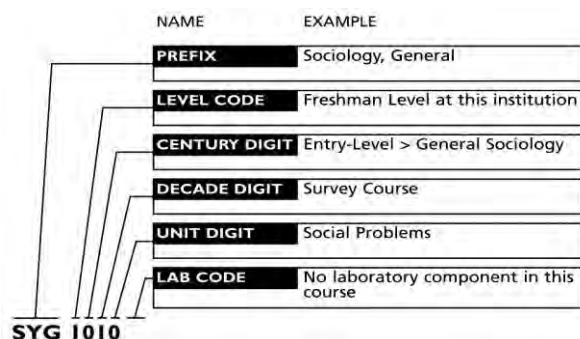 NAME EXAMPLE
PREFIX Sociology, General
LEVEL CODE Freshman Level at this institution
CENTURY DIGIT Entry-Level > General Sociology
DECADE DIGIT Survey Course
UNIT DIGIT Social Problems
LAB CODE No laboratory component in this
course
SYG 1010